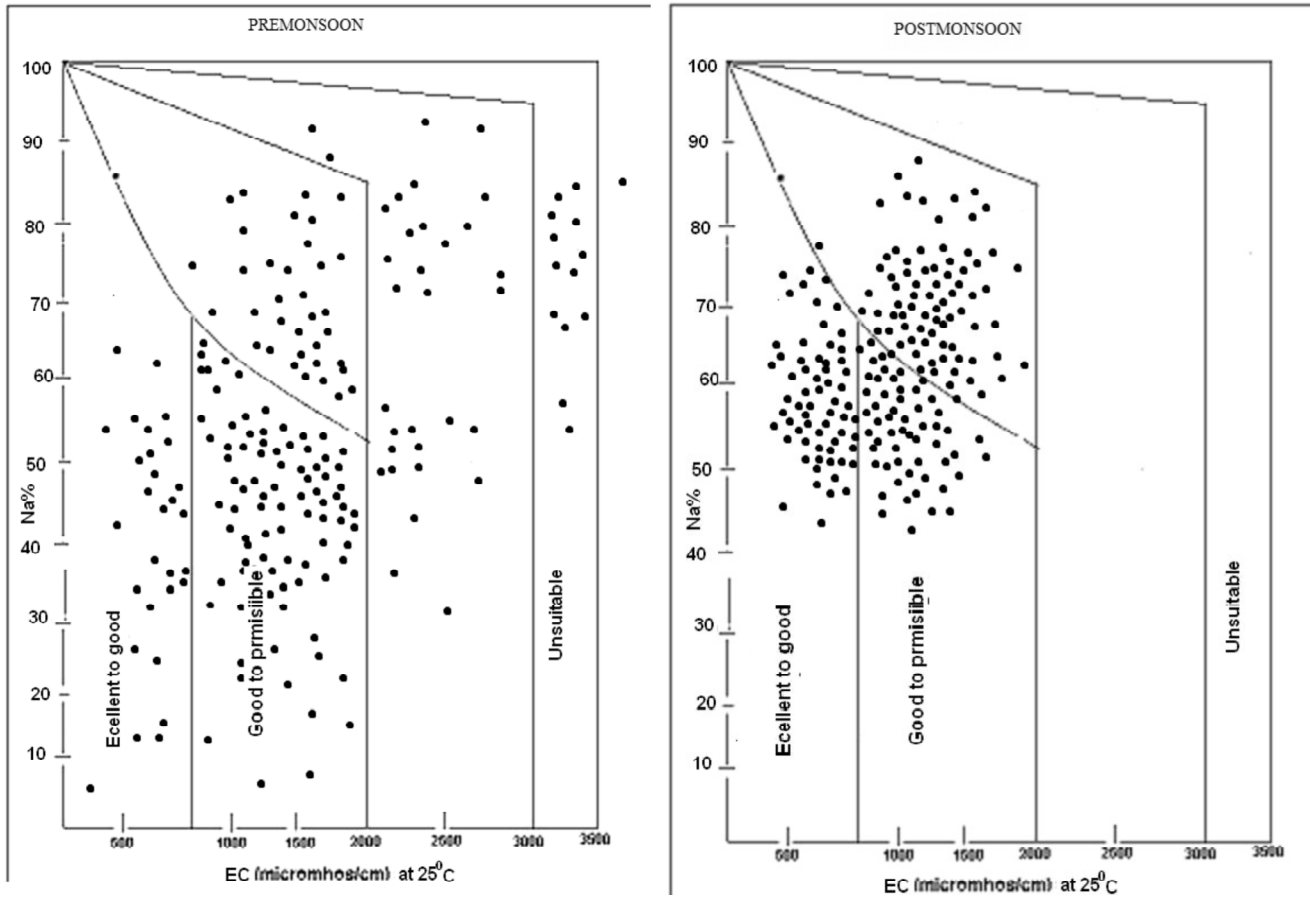 PREMONSOON
100
90
80
70
60
50
40
30
20
10
Na%
Ecellent to good
Good to prmisiible
Unsuitable
500
1000
1500
2000
2500
3000
3500
EC (micromhos/cm) at 25⁰C
POSTMONSOON
100
90
80
70
60
50
40
30
20
10
Na%
Ecellent to good
Good to prmisiible
Unsuitable
500
1000
1500
2000
2500
3000
3500
EC (micromhos/cm) at 25⁰C